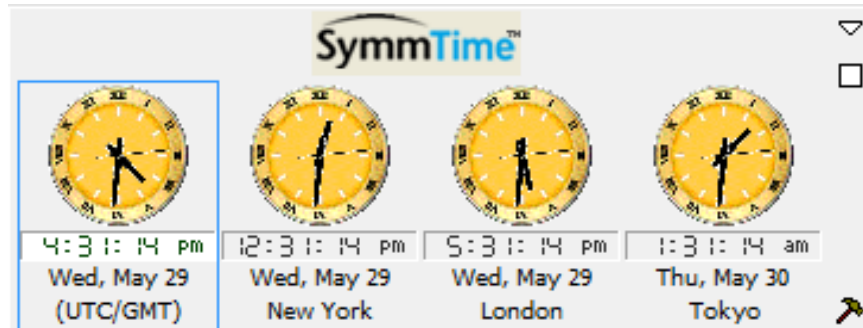 SymmTime™
4:31:14 pm
Wed, May 29
(UTC/GMT)
12:31:14 pm
Wed, May 29
New York
5:31:14 pm
Wed, May 29
London
1:31:14 am
Thu, May 30
Tokyo